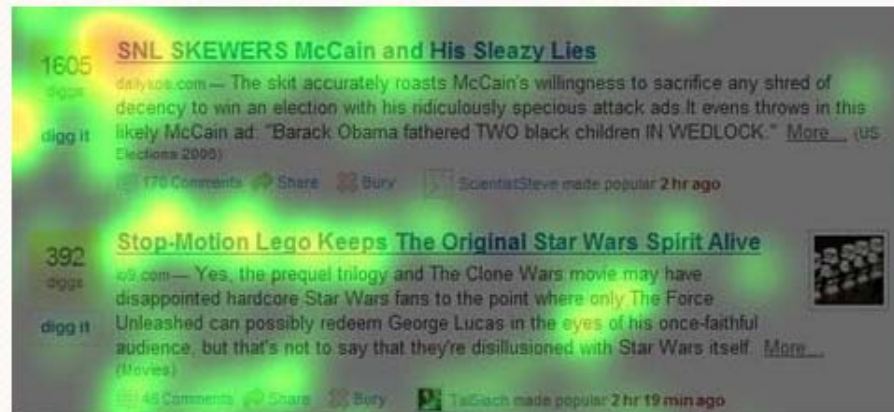 1605
diggs
digg it
SNL SKEWERS McCain and His Sleazy Lies
dailykos.com — The skit accurately roasts McCain's willingness to sacrifice any shred of
decency to win an election with his ridiculously specious attack ads.It evens throws in this
likely McCain ad: "Barack Obama fathered TWO black children IN WEDLOCK." More... (US
Elections 2008)
170 Comments Share Bury ScientistSteve made popular 2 hr ago
392
diggs
digg it
Stop-Motion Lego Keeps The Original Star Wars Spirit Alive
io9.com — Yes, the prequel trilogy and The Clone Wars movie may have
disappointed hardcore Star Wars fans to the point where only The Force
Unleashed can possibly redeem George Lucas in the eyes of his once-faithful
audience, but that's not to say that they're disillusioned with Star Wars itself. More...
(Movies)
46 Comments Share Bury made popular 2 hr 19 min ago